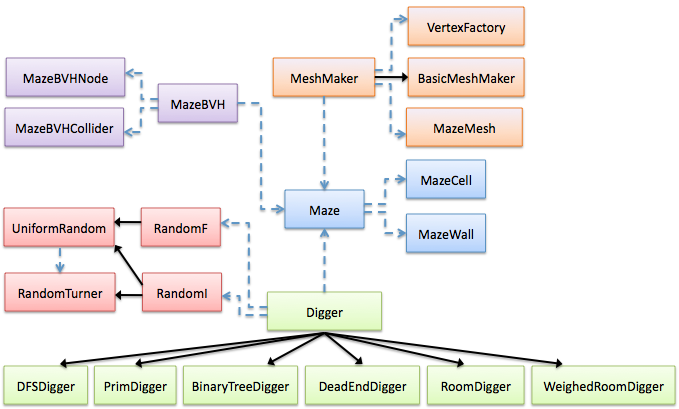 VertexFactory
MazeBVHNode
MeshMaker
BasicMeshMaker
MazeBVH
MazeBVHCollider
MazeMesh
MazeCell
Maze
UniformRandom
RandomF
MazeWall
RandomTurner
RandomI
Digger
DFSDigger
PrimDigger
BinaryTreeDigger
DeadEndDigger
RoomDigger
WeighedRoomDigger